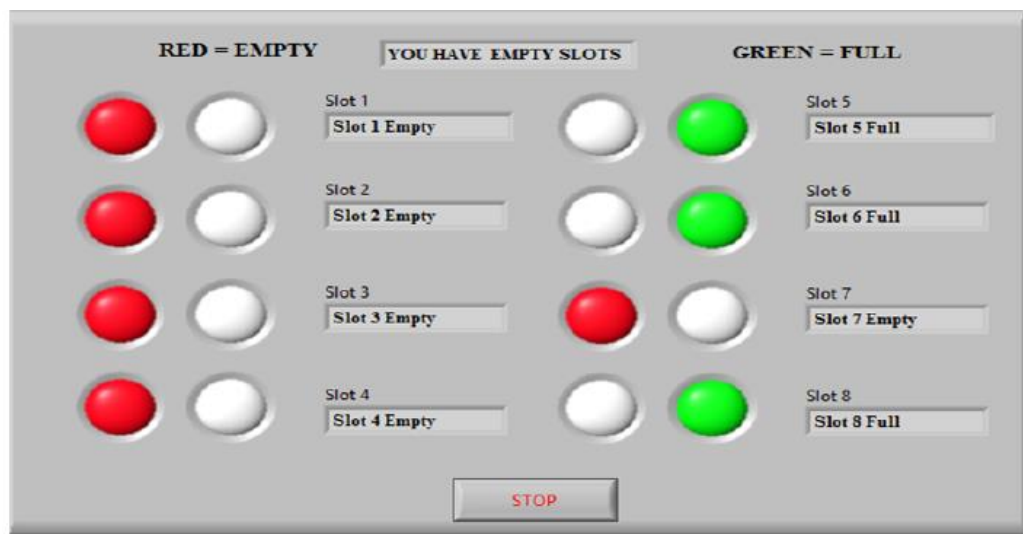 RED = EMPTY
YOU HAVE EMPTY SLOTS
GREEN = FULL
Slot 1
Slot 1 Empty
Slot 2
Slot 2 Empty
Slot 3
Slot 3 Empty
Slot 4
Slot 4 Empty
Slot 5
Slot 5 Full
Slot 6
Slot 6 Full
Slot 7
Slot 7 Empty
Slot 8
Slot 8 Full
STOP